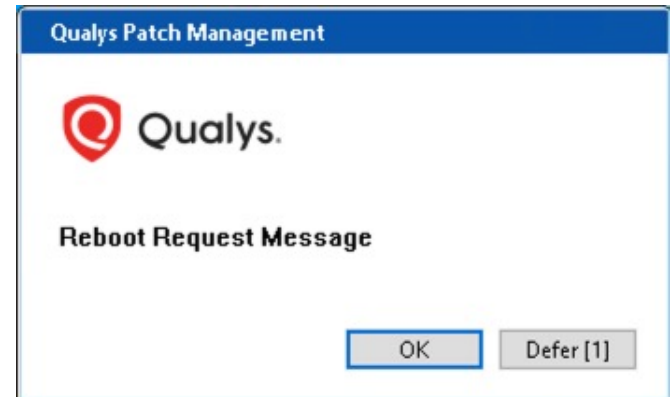 Qualys Patch Management
Qualys.
Reboot Request Message
OK Defer [1]